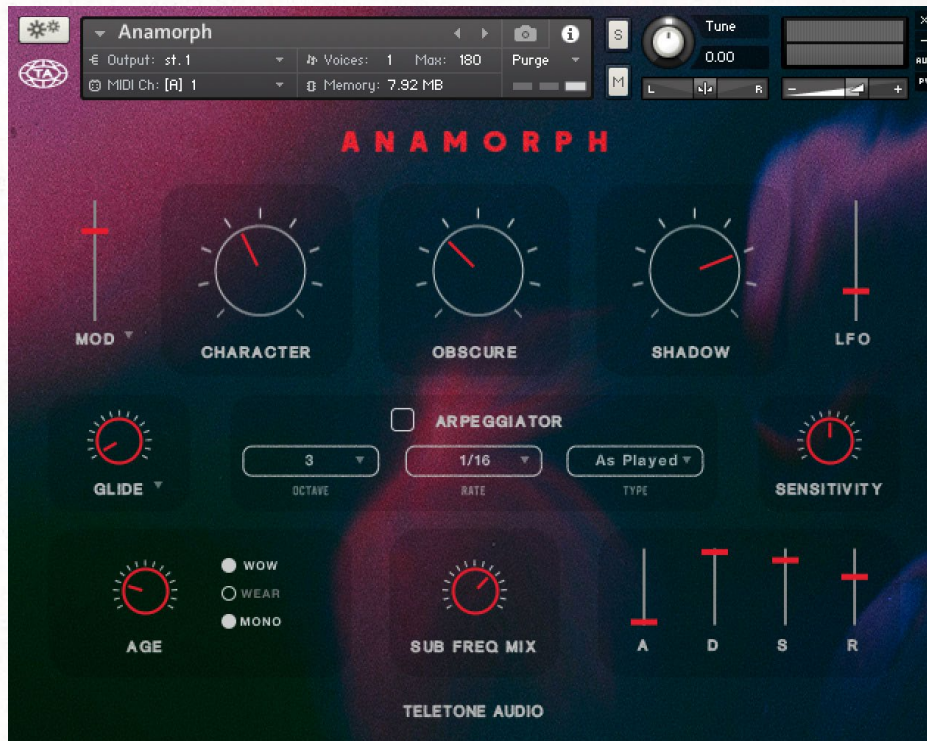 Anamorph
S
Tune
Output: st. 1
Voices: 1 Max: 180
Purge
0.00
MIDI Ch: [A] 1
Memory: 7.92 MB
M
L
R
- +
TA
ANAMORPH
MOD
CHARACTER
OBSCURE
SHADOW
LFO
ARPEGGIATOR
3
1/16
As Played
GLIDE
OCTAVE
RATE
TYPE
SENSITIVITY
WOW
WEAR
MONO
AGE
SUB FREQ MIX
A
D
S
R
TELETONE AUDIO